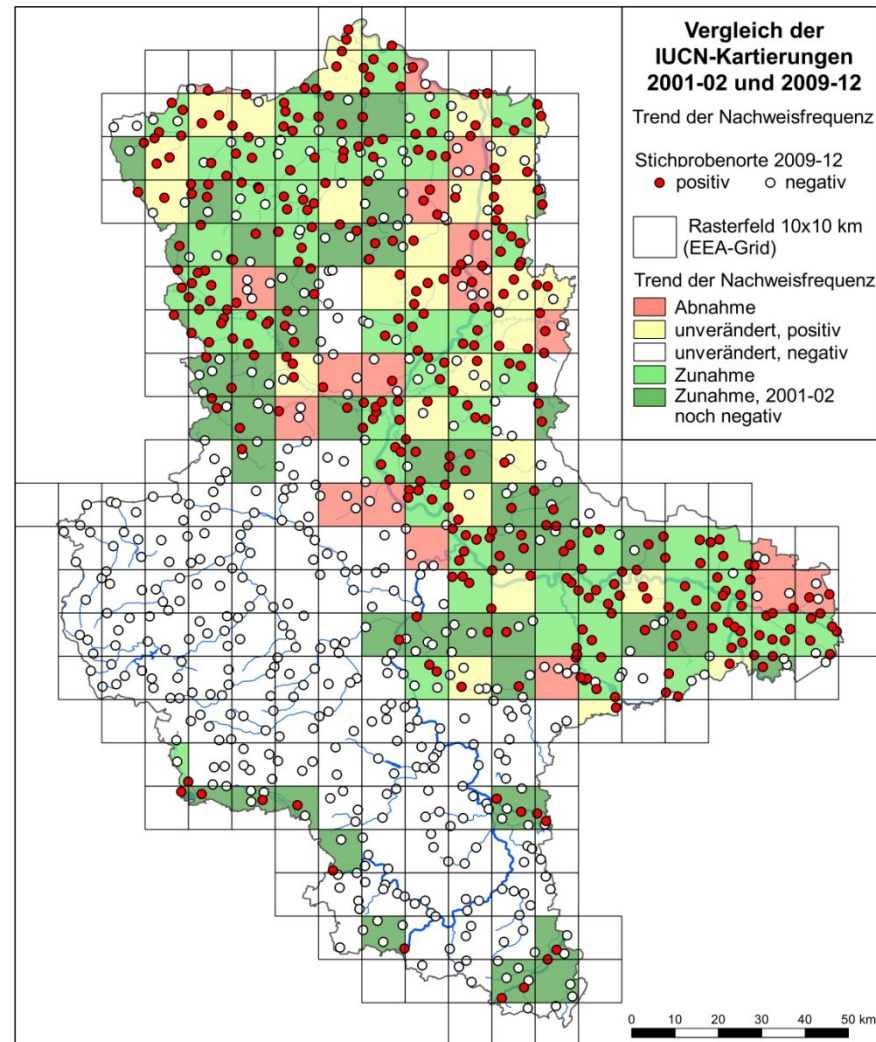 Vergleich der
IUCN-Kartierungen
2001-02 und 2009-12
Trend der Nachweisfrequenz
Stichprobenorte 2009-12
positiv negativ
Rasterfeld 10x10 km
(EEA-Grid)
Trend der Nachweisfrequenz
Abnahme
unverändert, positiv
unverändert, negativ
Zunahme
Zunahme, 2001-02
noch negativ
0 10 20 30 40 50 km